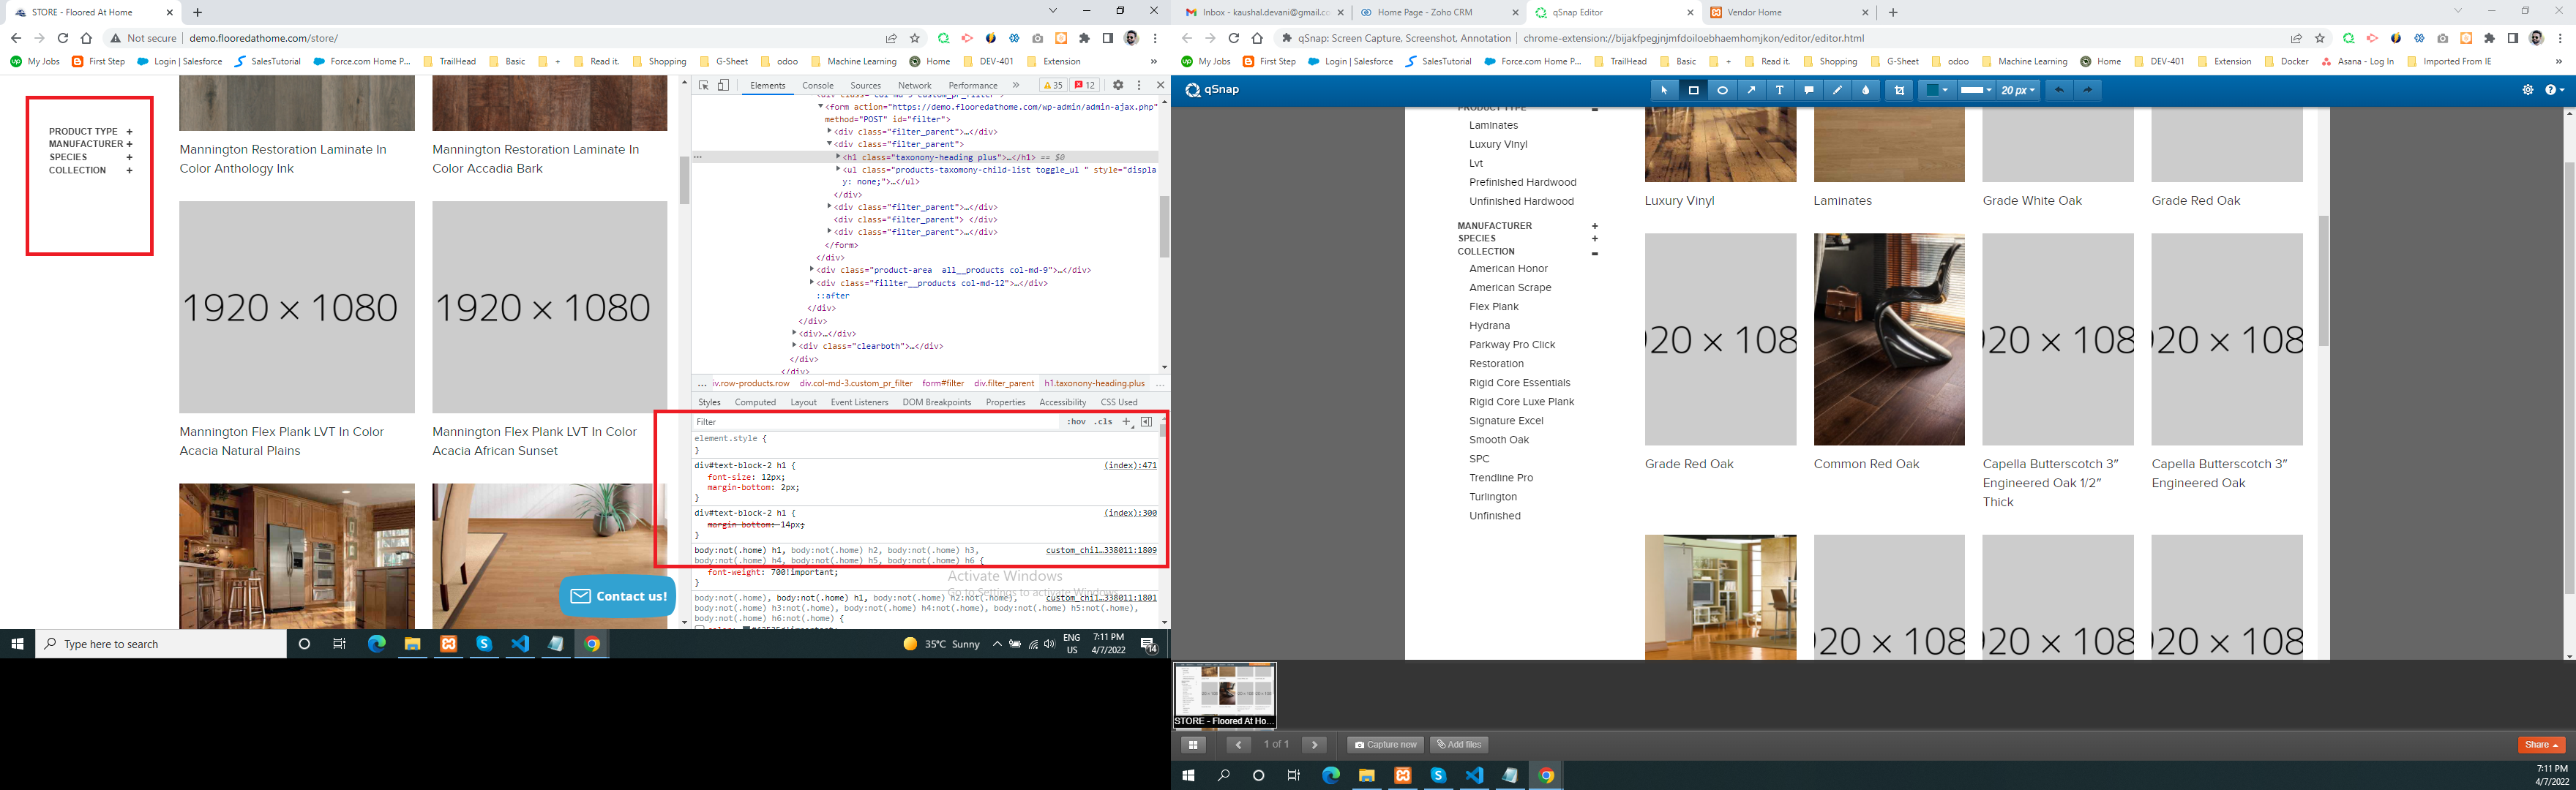 STORE - Floored At Home
Not secure | demo.flooredathome.com/store/
My Jobs First Step Login | Salesforce SalesTutorial Force.com Home P... TrailHead Basic + Read it. Shopping G-Sheet odoo Machine Learning Home DEV-401 Extension »
PRODUCT TYPE +
MANUFACTURER +
SPECIES +
COLLECTION +
Mannington Restoration Laminate In
Color Anthology Ink
Mannington Restoration Laminate In
Color Accadia Bark
1920 × 1080
1920 × 1080
Mannington Flex Plank LVT In Color
Acacia Natural Plains
Mannington Flex Plank LVT In Color
Acacia African Sunset
Contact us!
Elements Console Sources Network Performance » 35 12
<form action="https://demo.flooredathome.com/wp-admin/admin-ajax.php"
method="POST" id="filter">
<div class="filter_parent">…</div>
<div class="filter_parent">
<h1 class="taxonony-heading plus">…</h1> == $0
<ul class="products-taxomony-child-list toggle_ul " style="displa
y: none;">…</ul>
</div>
<div class="filter_parent">…</div>
<div class="filter_parent"> </div>
<div class="filter_parent">…</div>
</form>
</div>
<div class="product-area  all__products col-md-9">…</div>
<div class="fillter__products col-md-12">…</div>
::after
</div>
</div>
<div>…</div>
<div class="clearboth">…</div>
</div>
</div>
... iv.row-products.row div.col-md-3.custom_pr_filter form#filter div.filter_parent h1.taxonony-heading.plus ...
Styles Computed Layout Event Listeners DOM Breakpoints Properties Accessibility CSS Used
Filter :hov .cls +
element.style {
}
div#text-block-2 h1 { (index):471
font-size: 12px;
margin-bottom: 2px;
}
div#text-block-2 h1 { (index):300
margin-bottom: 14px;
}
body:not(.home) h1, body:not(.home) h2, body:not(.home) h3, custom_chil…338011:1809
body:not(.home) h4, body:not(.home) h5, body:not(.home) h6 {
font-weight: 700!important;
}
Activate Windows
Go to Settings to activate Windows.
body:not(.home), body:not(.home) h1, body:not(.home) h2:not(.home), custom_chil…338011:1801
body:not(.home) h3:not(.home), body:not(.home) h4:not(.home), body:not(.home) h5:not(.home),
body:not(.home) h6:not(.home) {
Type here to search
35°C Sunny
ENG
US
7:11 PM
4/7/2022
14
Inbox - kaushal.devani@gmail.co Home Page - Zoho CRM qSnap Editor Vendor Home
qSnap: Screen Capture, Screenshot, Annotation | chrome-extension://bijakfpegjnjmfdoiloebhaemhomjkon/editor/editor.html
My Jobs First Step Login | Salesforce SalesTutorial Force.com Home P... TrailHead Basic + Read it. Shopping G-Sheet odoo Machine Learning Home DEV-401 Extension Docker Asana - Log In Imported From IE »
qSnap
T 20 px
PRODUCT TYPE
Laminates
Luxury Vinyl
Lvt
Prefinished Hardwood
Unfinished Hardwood
MANUFACTURER +
SPECIES +
COLLECTION -
American Honor
American Scrape
Flex Plank
Hydrana
Parkway Pro Click
Restoration
Rigid Core Essentials
Rigid Core Luxe Plank
Signature Excel
Smooth Oak
SPC
Trendline Pro
Turlington
Unfinished
Luxury Vinyl
Laminates
Grade White Oak
Grade Red Oak
20 × 108
20 × 108
20 × 108
Grade Red Oak
Common Red Oak
Capella Butterscotch 3″
Engineered Oak 1/2″
Thick
Capella Butterscotch 3″
Engineered Oak
20 × 108
20 × 108
20 × 108
STORE - Floored At Ho...
1 of 1
Capture new
Add files
Share
7:11 PM
4/7/2022